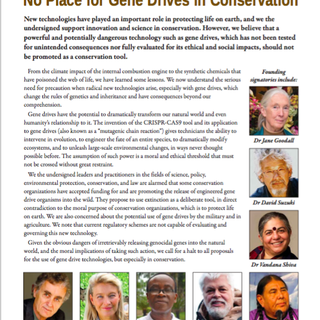 No Place for Gene Drives in Conservation
New technologies have played an important role in protecting life on earth, and we the
undersigned support innovation and science in conservation. However, we believe that a
powerful and potentially dangerous technology such as gene drives, which has not been tested
for unintended consequences nor fully evaluated for its ethical and social impacts, should not
be promoted as a conservation tool.
From the climate impact of the internal combustion engine to the synthetic chemicals that
have poisoned the web of life, we have learned some lessons. We now understand the serious
need for precaution when radical new technologies arise, especially with gene drives, which
change the rules of genetics and inheritance and have consequences beyond our
comprehension.
Gene drives have the potential to dramatically transform our natural world and even
humanity's relationship to it. The invention of the CRISPR-CAS9 tool and its application
to gene drives (also known as a "mutagenic chain reaction") gives technicians the ability to
intervene in evolution, to engineer the fate of an entire species, to dramatically modify
ecosystems, and to unleash large-scale environmental changes, in ways never thought
possible before. The assumption of such power is a moral and ethical threshold that must
not be crossed without great restraint.
We the undersigned leaders and practitioners in the fields of science, policy,
environmental protection, conservation, and law are alarmed that some conservation
organizations have accepted funding for and are promoting the release of engineered gene
drive organisms into the wild. They propose to use extinction as a deliberate tool, in direct
contradiction to the moral purpose of conservation organizations, which is to protect life
on earth. We are also concerned about the potential use of gene drives by the military and in
agriculture. We note that current regulatory schemes are not capable of evaluating and
governing this new technology.
Given the obvious dangers of irretrievably releasing genocidal genes into the natural
world, and the moral implications of taking such action, we call for a halt to all proposals
for the use of gene drive technologies, but especially in conservation.
Founding
signatories include:
Dr Jane Goodall
Dr David Suzuki
Dr Vandana Shiva